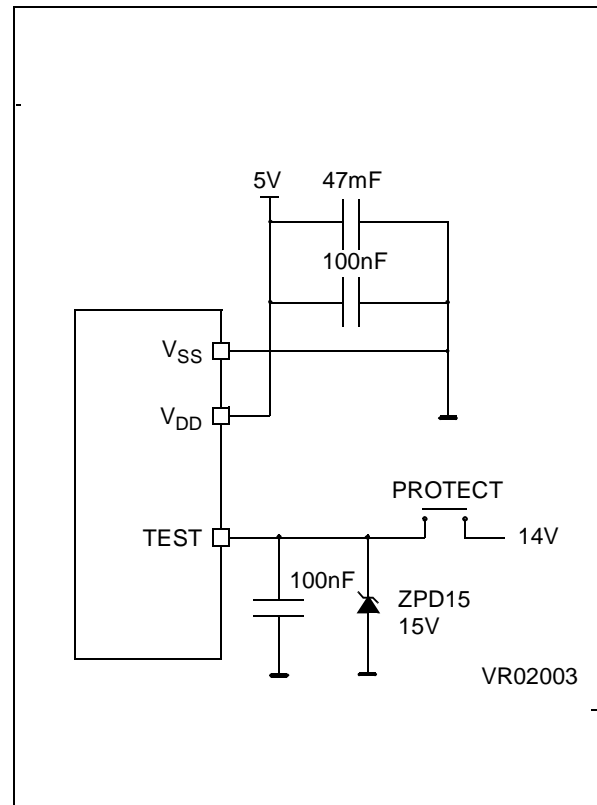 5V 47mF
100nF
VSS
VDD
PROTECT
TEST 14V
100nF ZPD15
15V
VR02003